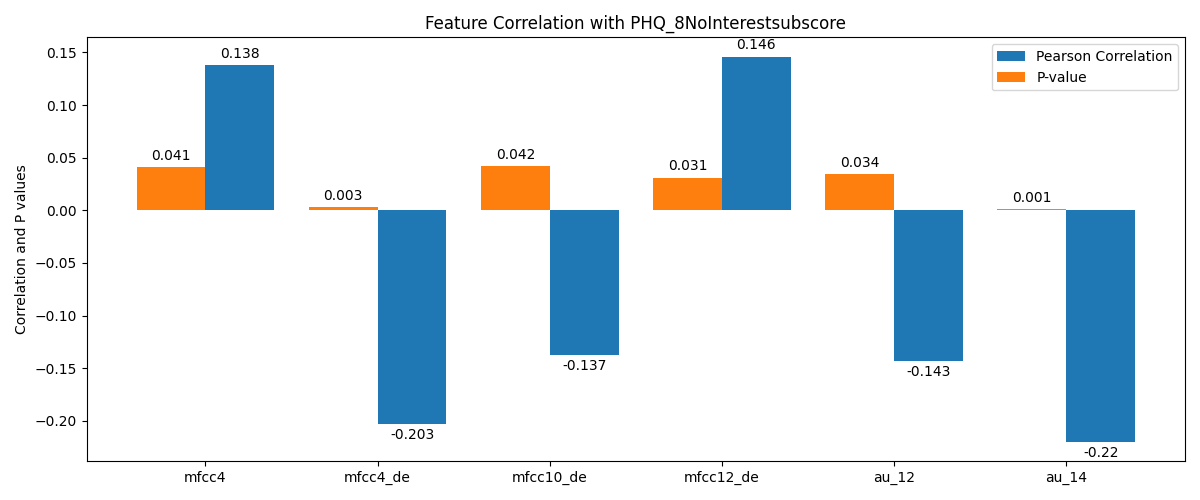 Feature Correlation with PHQ_8NoInterestsubscore
Pearson Correlation
P-value
Correlation and P values
0.15
0.10
0.05
0.00
−0.05
−0.10
−0.15
−0.20
0.041
0.138
0.003
-0.203
0.042
-0.137
0.031
0.146
0.034
-0.143
0.001
-0.22
mfcc4
mfcc4_de
mfcc10_de
mfcc12_de
au_12
au_14